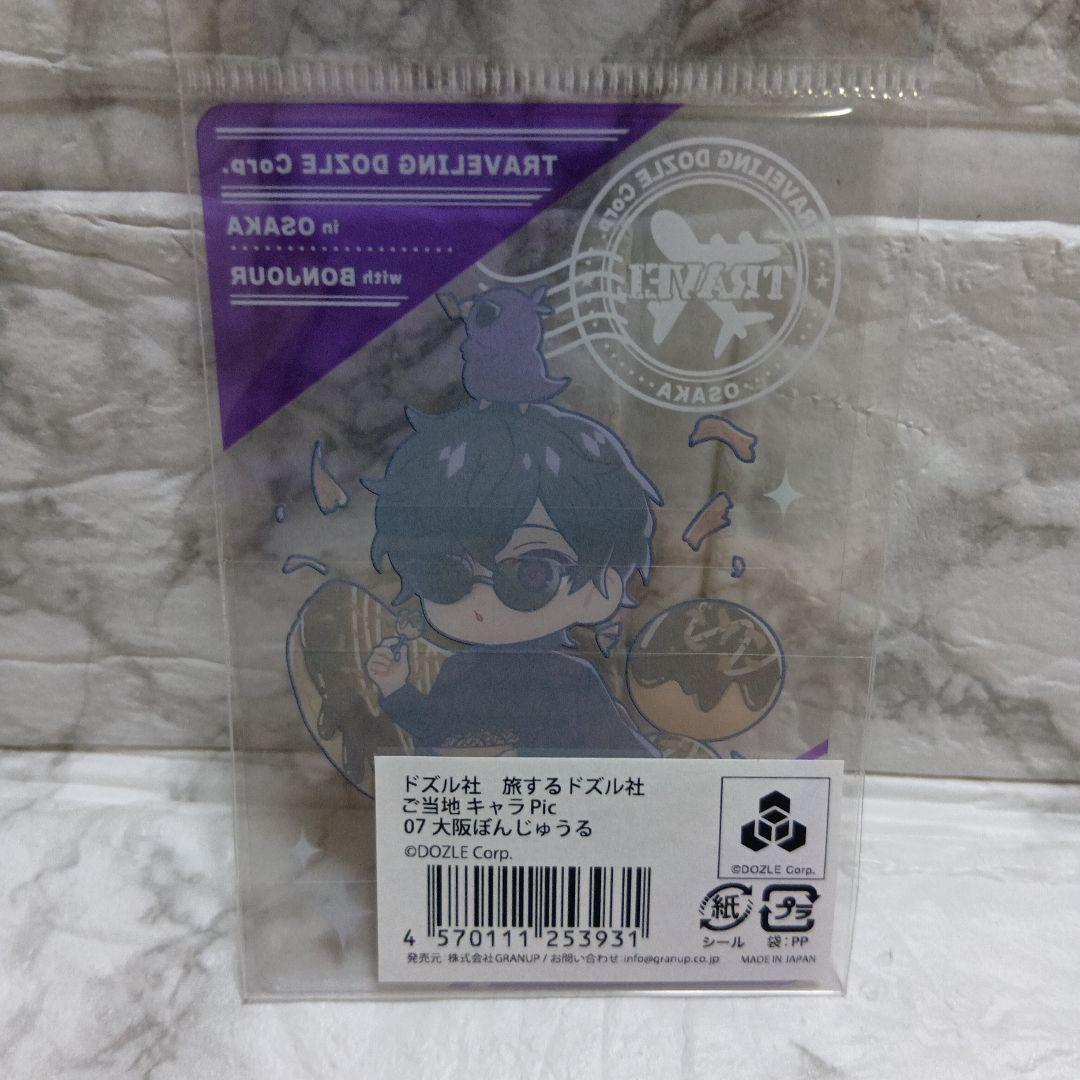 TRAVELING DOZLE Corp.
in OSAKA
with BONJOUR
TRAVELING DOZLE Corp.
TRAVEL
OSAKA
ドズル社 旅するドズル社
ご当地 キャラ Pic
07 大阪ぼんじゅうる
©DOZLE Corp.
©DOZLE Corp.
紙
プラ
シール
袋:PP
4 570111 253931
発売元:株式会社GRANUP / お問い合わせ:info@granup.co.jp
MADE IN JAPAN